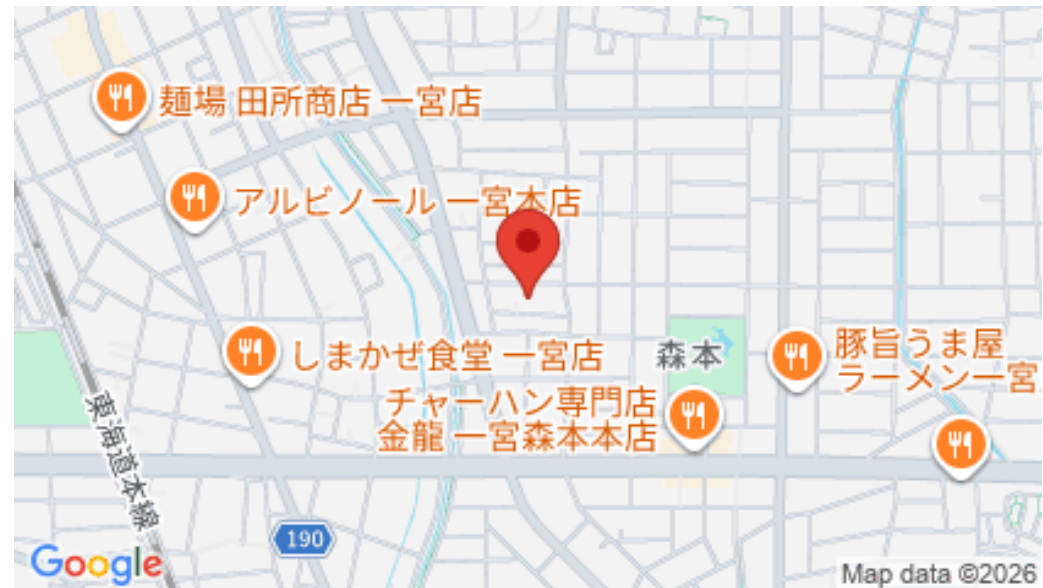 麺場 田所商店 一宮店
アルビノール 一宮本店
しまかぜ食堂 一宮店
森本
豚旨うま屋
ラーメン一宮
チャーハン専門店
金龍 一宮森本本店
東海道本線
190
Google
Map data ©2026